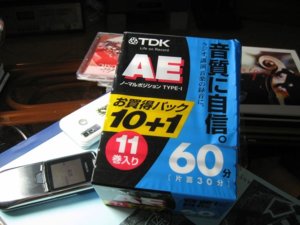 TDK
Life on Record
AE
ノーマルポジション TYPE-I
音質に自信。
お買得パック
10+1
11
巻入り
60分
[片面30分]